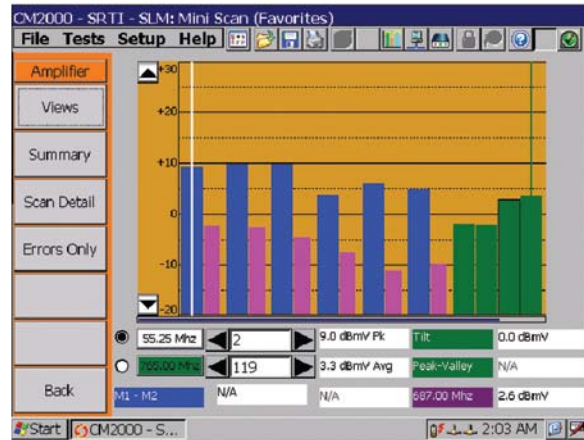 CM2000 - SRTI - SLM: Mini Scan (Favorites)
File Tests Setup Help
Amplifier
Views
Summary
Scan Detail
Errors Only
Back
+30
+20
+10
0
-10
-20
55.25 Mhz 2 9.0 dBmV Pk Tilt 0.0 dBmV
765.00 Mhz 119 3.3 dBmV Avg Peak-Valley N/A
M1 - M2 N/A N/A 687.00 Mhz 2.6 dBmV
Start CM2000 - S... 2:03 AM